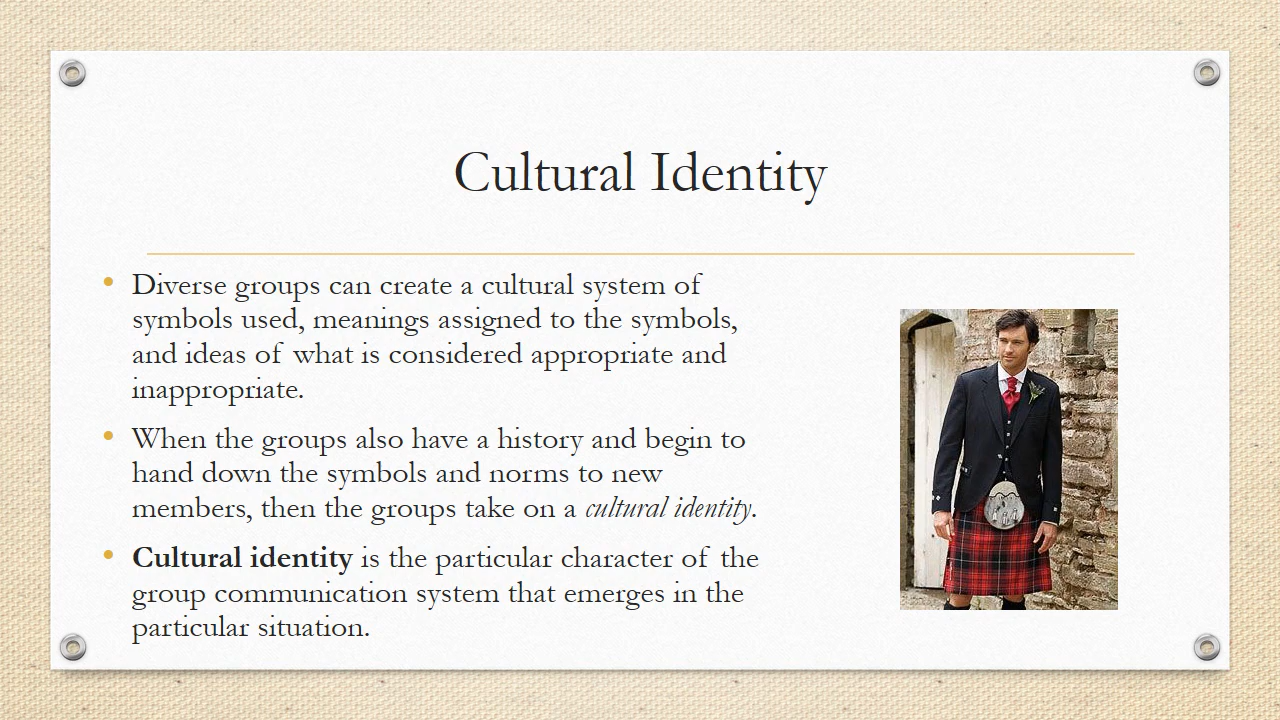 Cultural Identity
Diverse groups can create a cultural system of
symbols used, meanings assigned to the symbols,
and ideas of what is considered appropriate and
inappropriate.
When the groups also have a history and begin to
hand down the symbols and norms to new
members, then the groups take on a cultural identity.
Cultural identity is the particular character of the
group communication system that emerges in the
particular situation.